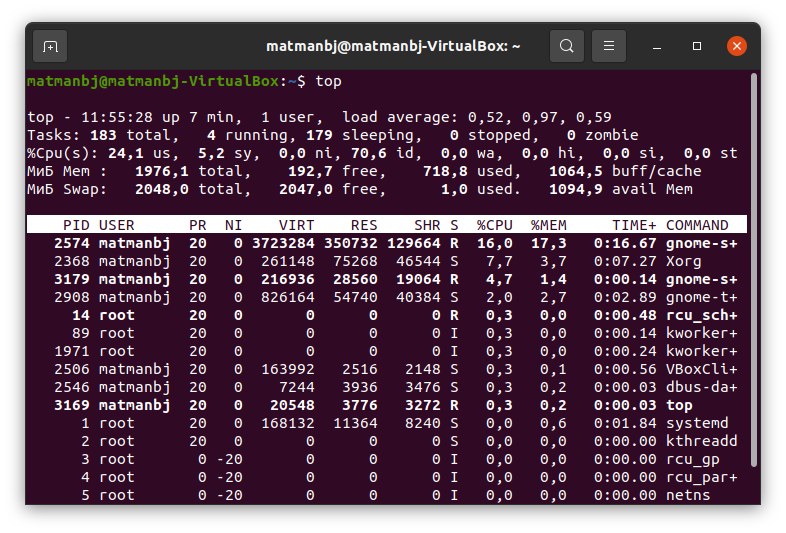 matmanbj@matmanbj-VirtualBox: ~
matmanbj@matmanbj-VirtualBox:~$ top
top - 11:55:28 up 7 min,  1 user,  load average: 0,52, 0,97, 0,59
Tasks: 183 total,   4 running, 179 sleeping,   0 stopped,   0 zombie
%Cpu(s): 24,1 us,  5,2 sy,  0,0 ni, 70,6 id,  0,0 wa,  0,0 hi,  0,0 si,  0,0 st
МиБ Mem :   1976,1 total,    192,7 free,    718,8 used,   1064,5 buff/cache
МиБ Swap:   2048,0 total,   2047,0 free,      1,0 used.   1094,9 avail Mem
PID USER      PR  NI    VIRT    RES    SHR S  %CPU  %MEM     TIME+ COMMAND
2574 matmanbj  20   0 3723284 350732 129664 R  16,0  17,3   0:16.67 gnome-s+
2368 matmanbj  20   0  261148  75268  46544 S   7,7   3,7   0:07.27 Xorg
3179 matmanbj  20   0  216936  28560  19064 R   4,7   1,4   0:00.14 gnome-s+
2908 matmanbj  20   0  826164  54740  40384 S   2,0   2,7   0:02.89 gnome-t+
14 root      20   0       0      0      0 R   0,3   0,0   0:00.48 rcu_sch+
89 root      20   0       0      0      0 I   0,3   0,0   0:00.14 kworker+
1971 root      20   0       0      0      0 I   0,3   0,0   0:00.24 kworker+
2506 matmanbj  20   0  163992   2516   2148 S   0,3   0,1   0:00.56 VBoxCli+
2546 matmanbj  20   0    7244   3936   3476 S   0,3   0,2   0:00.03 dbus-da+
3169 matmanbj  20   0   20548   3776   3272 R   0,3   0,2   0:00.03 top
1 root      20   0  168132  11364   8240 S   0,0   0,6   0:01.84 systemd
2 root      20   0       0      0      0 S   0,0   0,0   0:00.00 kthreadd
3 root       0 -20       0      0      0 I   0,0   0,0   0:00.00 rcu_gp
4 root       0 -20       0      0      0 I   0,0   0,0   0:00.00 rcu_par+
5 root       0 -20       0      0      0 I   0,0   0,0   0:00.00 netns